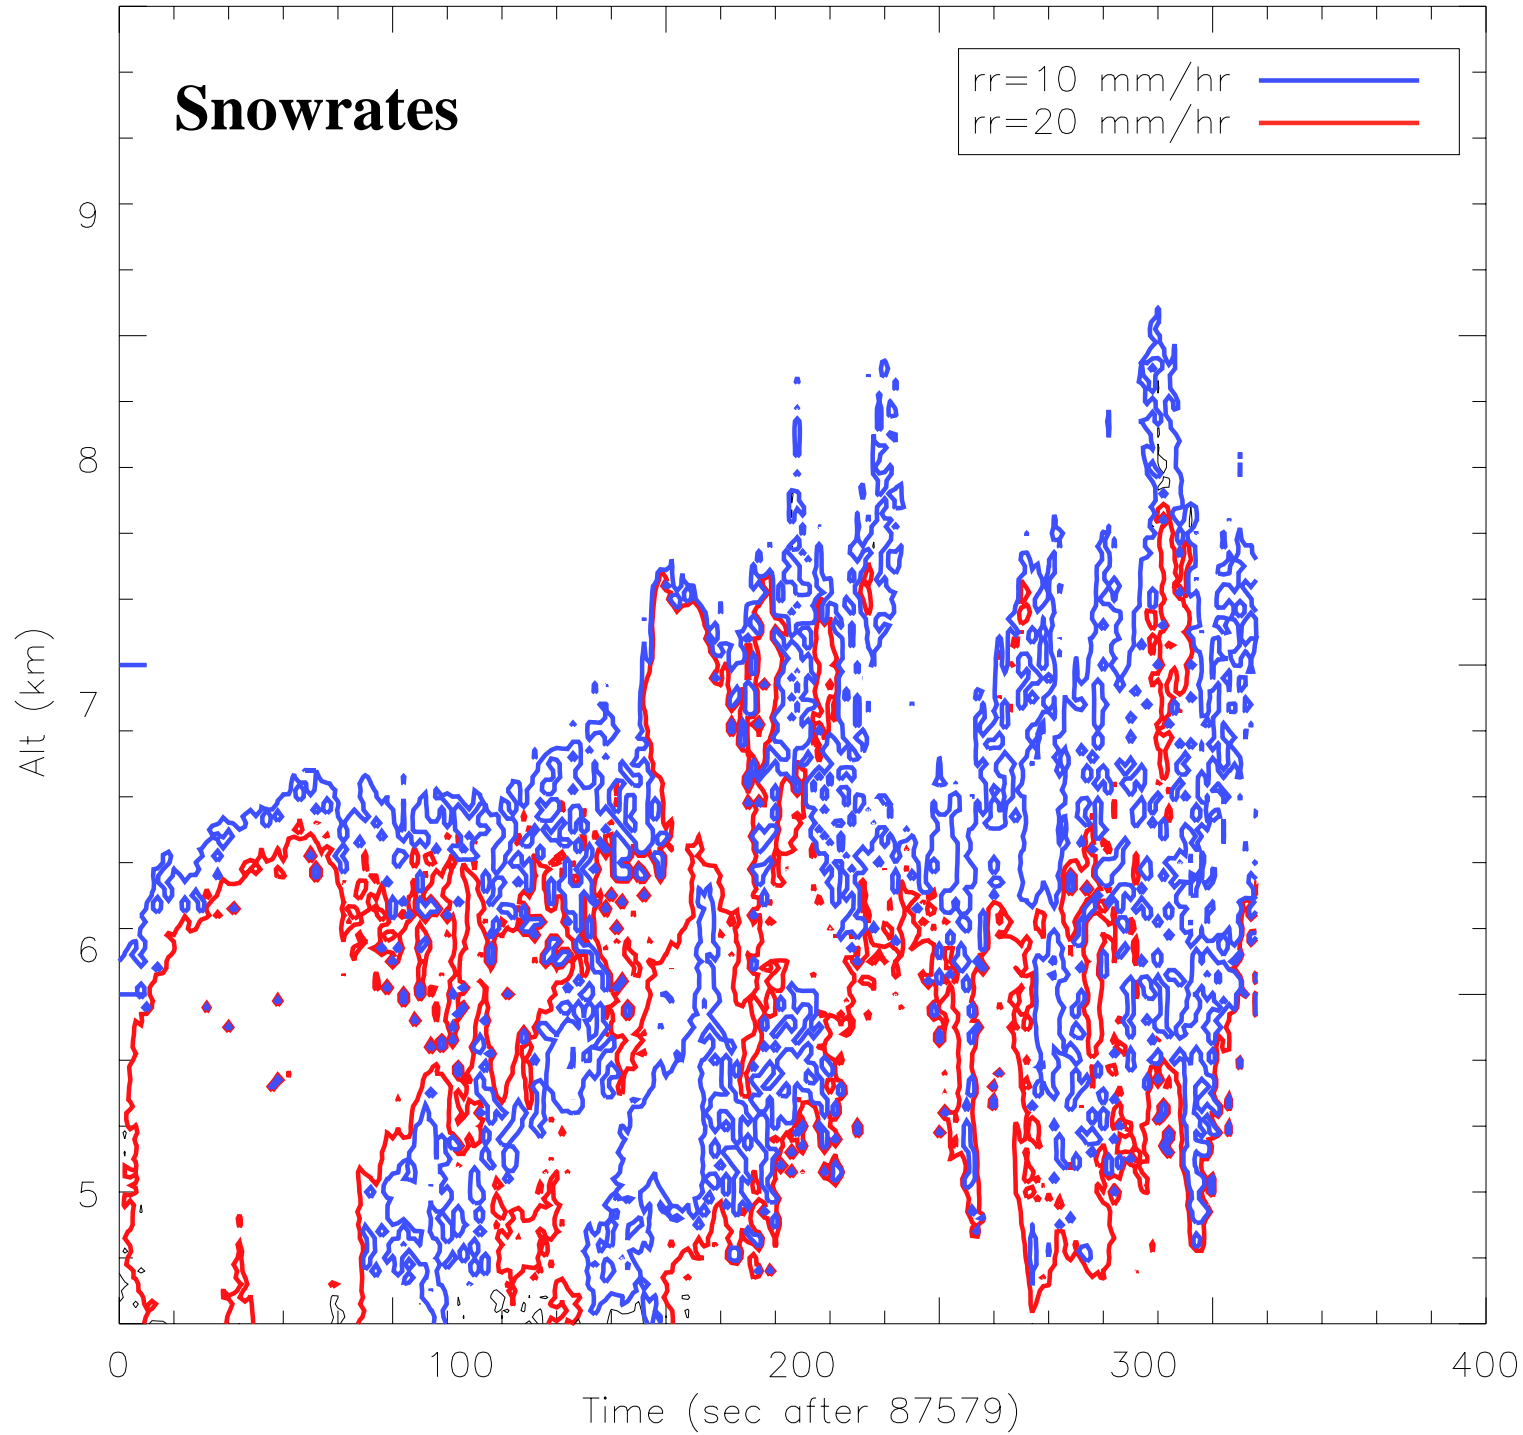 Snowrates
rr=10 mm/hr
rr=20 mm/hr
9
8
7
6
5
Alt (km)
0 100 200 300 400
Time (sec after 87579)